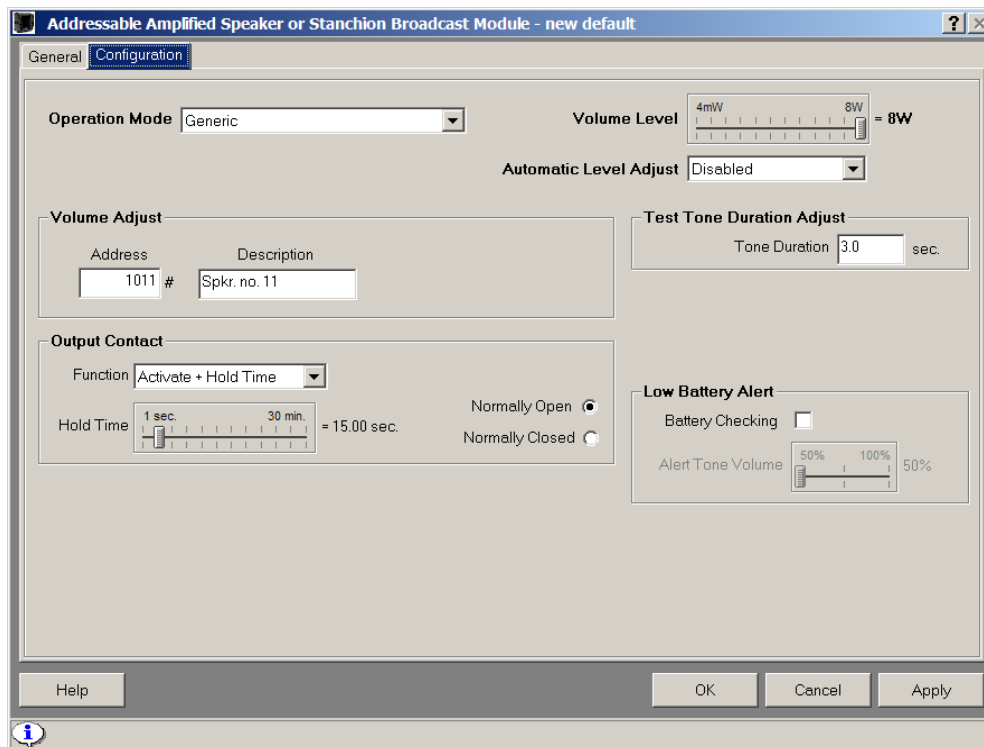 Addressable Amplified Speaker or Stanchion Broadcast Module - new default
General Configuration
Operation Mode Generic
Volume Level 4mW 8W = 8W
Automatic Level Adjust Disabled
Volume Adjust
Address Description
1011 # Spkr. no. 11
Test Tone Duration Adjust
Tone Duration 3.0 sec.
Output Contact
Function Activate + Hold Time
Hold Time 1 sec. 30 min. = 15.00 sec.
Normally Open
Normally Closed
Low Battery Alert
Battery Checking
Alert Tone Volume 50% 100% 50%
Help OK Cancel Apply